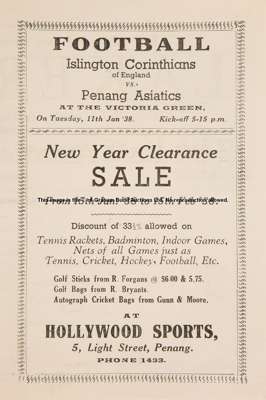 FOOTBALL
Islington Corinthians
of England
VS.
Penang Asiatics
AT THE VICTORIA GREEN,
On Tuesday, 11th Jan '38. Kick-off 5-15 p.m.
New Year Clearance
SALE
Discount of 33⅓% allowed on
Tennis Rackets, Badminton, Indoor Games,
Nets of all Games just as
Tennis, Cricket, Hockey, Football, Etc.
Golf Sticks from R. Forgans @ $6·00 & 5.75.
Golf Bags from R. Bryants.
Autograph Cricket Bags from Gunn & Moore.
AT
HOLLYWOOD SPORTS,
5, Light Street, Penang.
PHONE 1433.